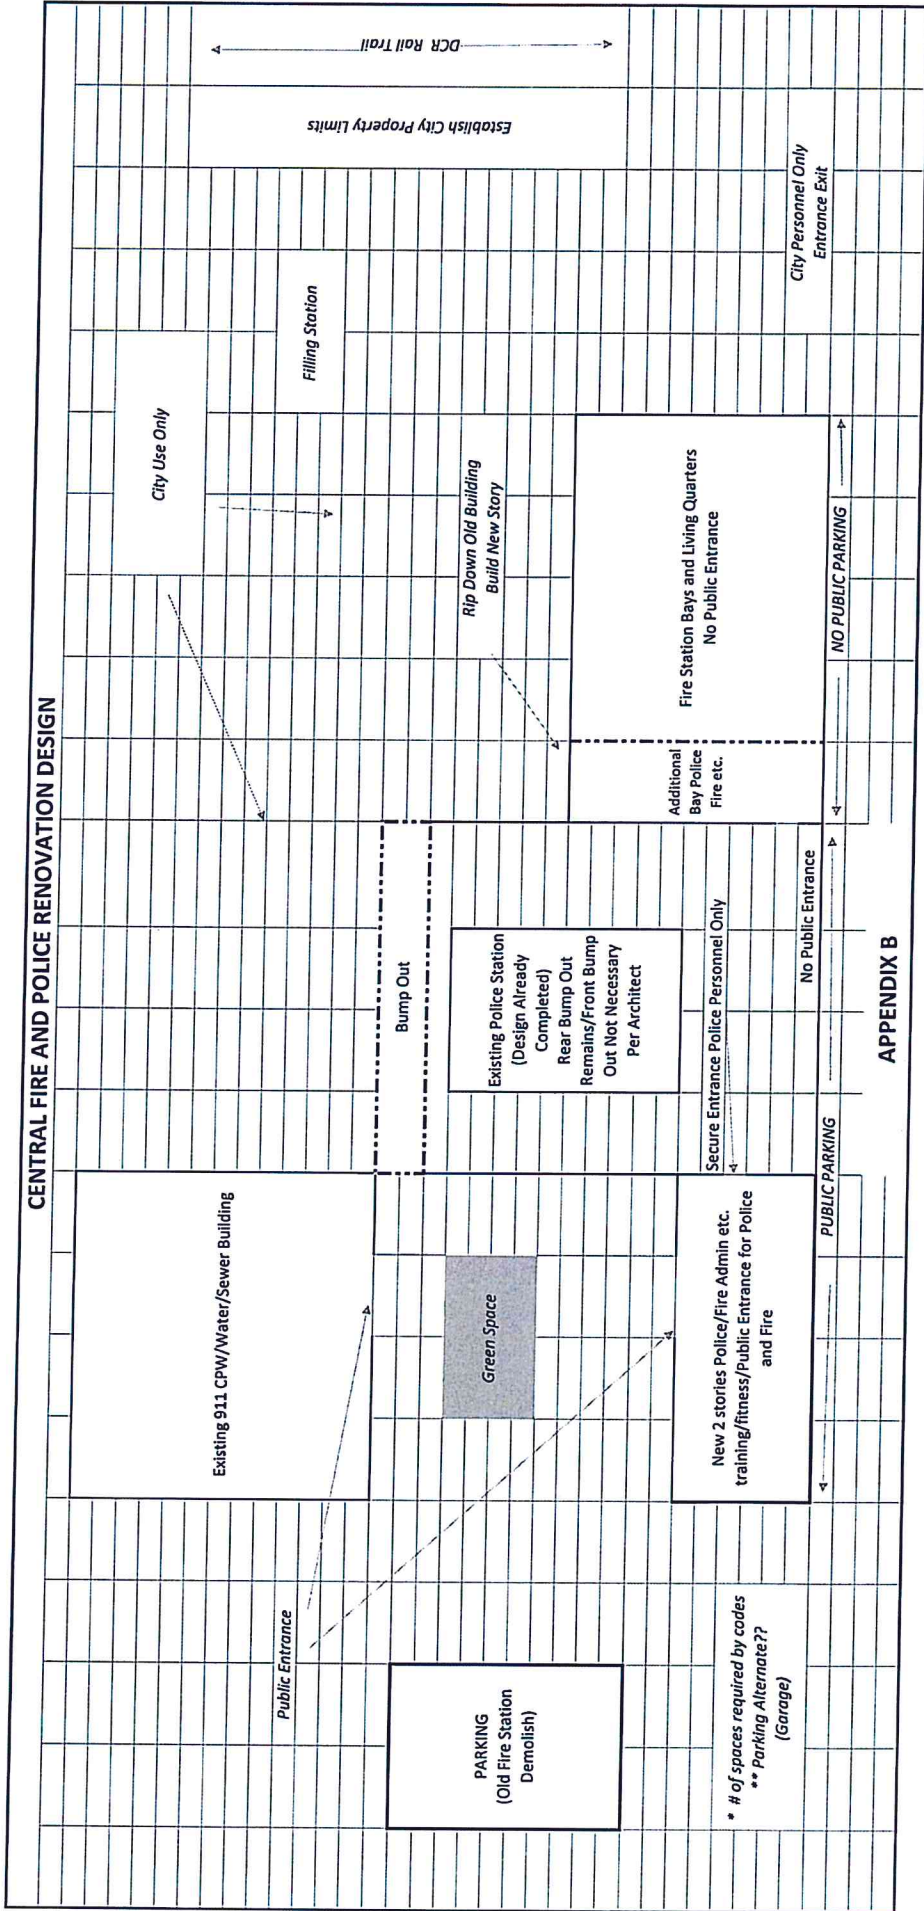 CENTRAL FIRE AND POLICE RENOVATION DESIGN
Public Entrance
PARKING
(Old Fire Station
Demolish)
* # of spaces required by codes
** Parking Alternate??
(Garage)
Existing 911 CPW/Water/Sewer Building
Green Space
New 2 stories Police/Fire Admin etc.
training/fitness/Public Entrance for Police
and Fire
PUBLIC PARKING
Bump Out
Existing Police Station
(Design Already
Completed)
Rear Bump Out
Remains/Front Bump
Out Not Necessary
Per Architect
Secure Entrance Police Personnel Only
No Public Entrance
City Use Only
Filling Station
Rip Down Old Building
Build New Story
Additional
Bay Police
Fire etc.
Fire Station Bays and Living Quarters
No Public Entrance
NO PUBLIC PARKING
Establish City Property Limits
DCR Rail Trail
City Personnel Only
Entrance Exit
APPENDIX B